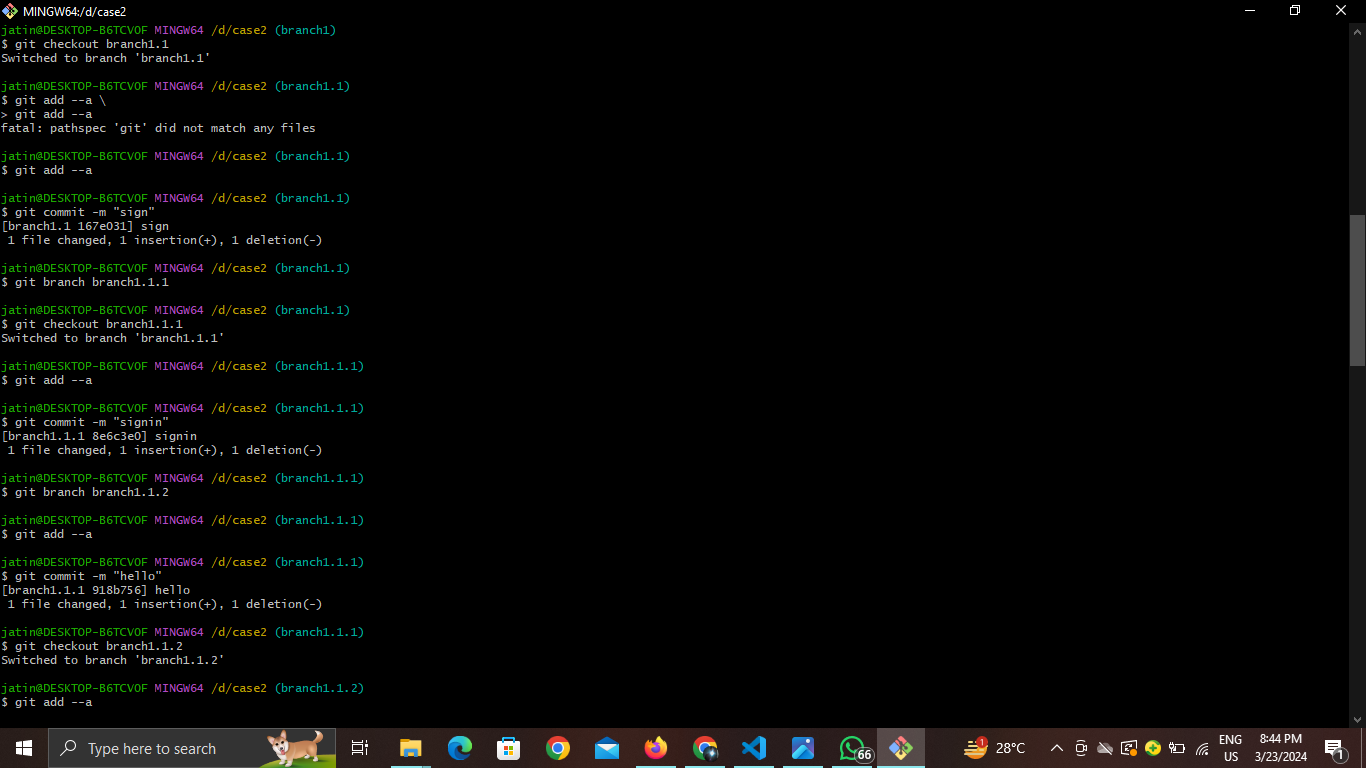 MINGW64:/d/case2
jatin@DESKTOP-B6TCVOF MINGW64 /d/case2 (branch1)
$ git checkout branch1.1
Switched to branch 'branch1.1'
jatin@DESKTOP-B6TCVOF MINGW64 /d/case2 (branch1.1)
$ git add --a \
> git add --a
fatal: pathspec 'git' did not match any files
jatin@DESKTOP-B6TCVOF MINGW64 /d/case2 (branch1.1)
$ git add --a
jatin@DESKTOP-B6TCVOF MINGW64 /d/case2 (branch1.1)
$ git commit -m "sign"
[branch1.1 167e031] sign
 1 file changed, 1 insertion(+), 1 deletion(-)
jatin@DESKTOP-B6TCVOF MINGW64 /d/case2 (branch1.1)
$ git branch branch1.1.1
jatin@DESKTOP-B6TCVOF MINGW64 /d/case2 (branch1.1)
$ git checkout branch1.1.1
Switched to branch 'branch1.1.1'
jatin@DESKTOP-B6TCVOF MINGW64 /d/case2 (branch1.1.1)
$ git add --a
jatin@DESKTOP-B6TCVOF MINGW64 /d/case2 (branch1.1.1)
$ git commit -m "signin"
[branch1.1.1 8e6c3e0] signin
 1 file changed, 1 insertion(+), 1 deletion(-)
jatin@DESKTOP-B6TCVOF MINGW64 /d/case2 (branch1.1.1)
$ git branch branch1.1.2
jatin@DESKTOP-B6TCVOF MINGW64 /d/case2 (branch1.1.1)
$ git add --a
jatin@DESKTOP-B6TCVOF MINGW64 /d/case2 (branch1.1.1)
$ git commit -m "hello"
[branch1.1.1 918b756] hello
 1 file changed, 1 insertion(+), 1 deletion(-)
jatin@DESKTOP-B6TCVOF MINGW64 /d/case2 (branch1.1.1)
$ git checkout branch1.1.2
Switched to branch 'branch1.1.2'
jatin@DESKTOP-B6TCVOF MINGW64 /d/case2 (branch1.1.2)
$ git add --a
Type here to search
66
1
28°C
ENG
US
8:44 PM
3/23/2024
1